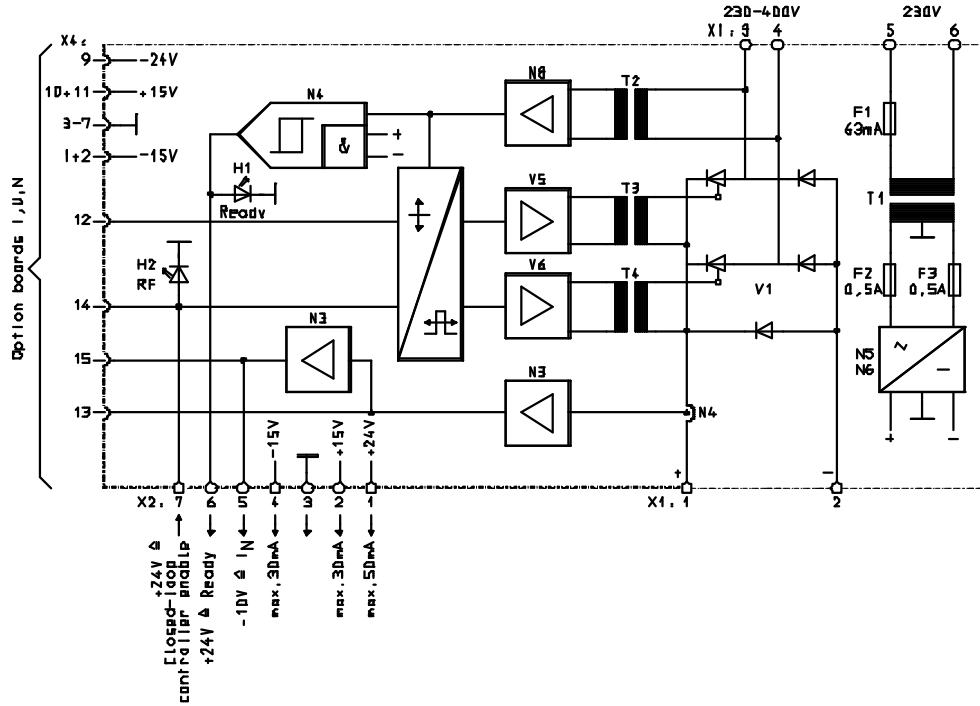 230-400V 230V
X1: 3 4 5 6
X4:
9 -24V
10+11 +15V
3-7
1+2 -15V
12
14
15
13
Option boards I,U,N
N4
&
+
-
H1
Ready
H2
RF
N8
T2
V5
T3
V6
T4
V1
N3
N3
N4
F1
63mA
T1
F2
0,5A
F3
0,5A
N5
N6
+ -
-15V
+15V
+24V
+ -
X2: 7 6 5 4 3 2 1
X1: 1 2
+24V ≙
Closed-loop
controller enable
+24V ≙ Ready
-10V ≙ IN
max.30mA
max.30mA
max.50mA